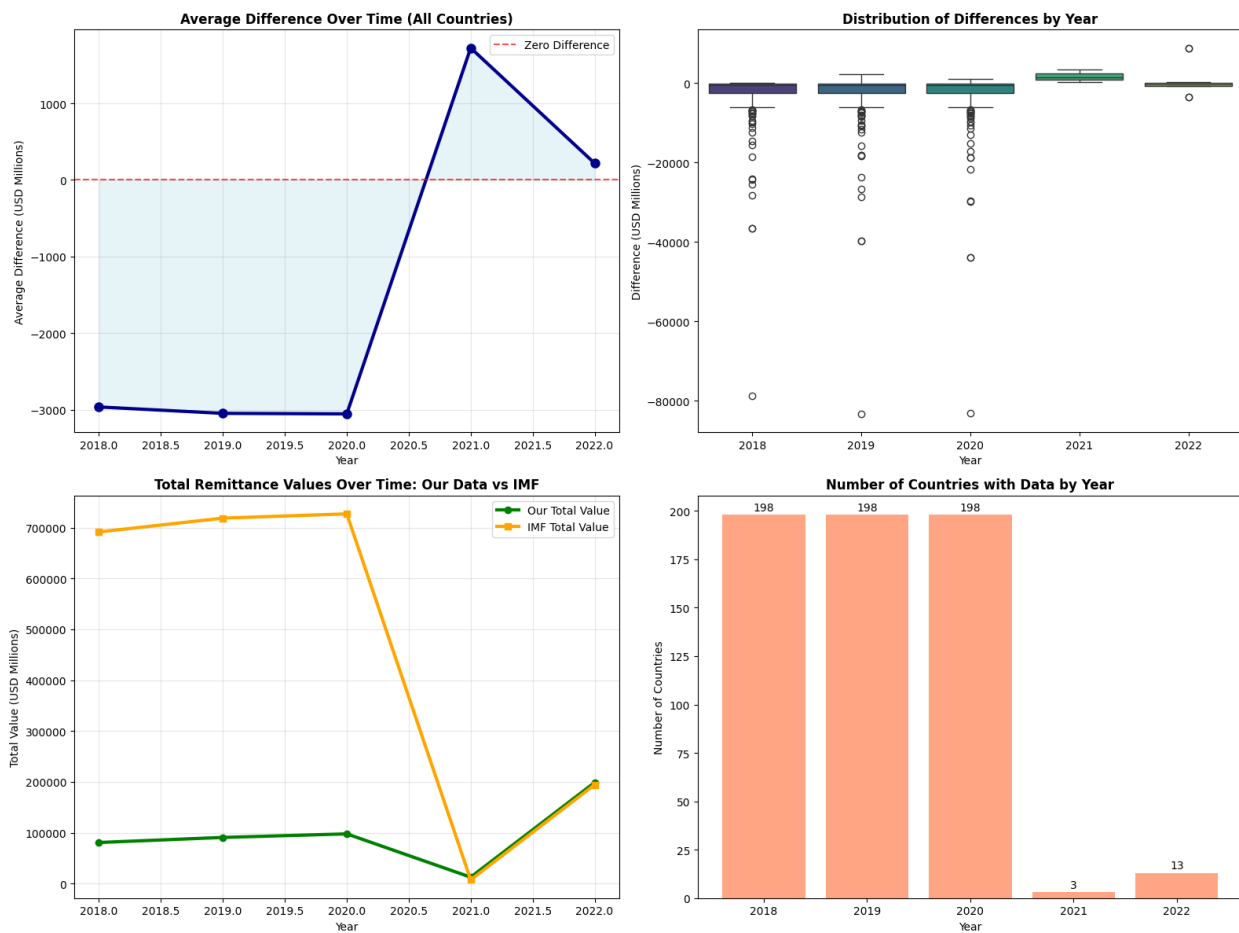 Average Difference Over Time (All Countries)
Zero Difference
1000
0
−1000
−2000
−3000
Average Difference (USD Millions)
2018.0 2018.5 2019.0 2019.5 2020.0 2020.5 2021.0 2021.5 2022.0
Year
Distribution of Differences by Year
0
−20000
−40000
−60000
−80000
Difference (USD Millions)
2018 2019 2020 2021 2022
Year
Total Remittance Values Over Time: Our Data vs IMF
Our Total Value
IMF Total Value
700000
600000
500000
400000
300000
200000
100000
0
Total Value (USD Millions)
2018.0 2018.5 2019.0 2019.5 2020.0 2020.5 2021.0 2021.5 2022.0
Year
Number of Countries with Data by Year
200
175
150
125
100
75
50
25
0
Number of Countries
198 198 198 3 13
2018 2019 2020 2021 2022
Year